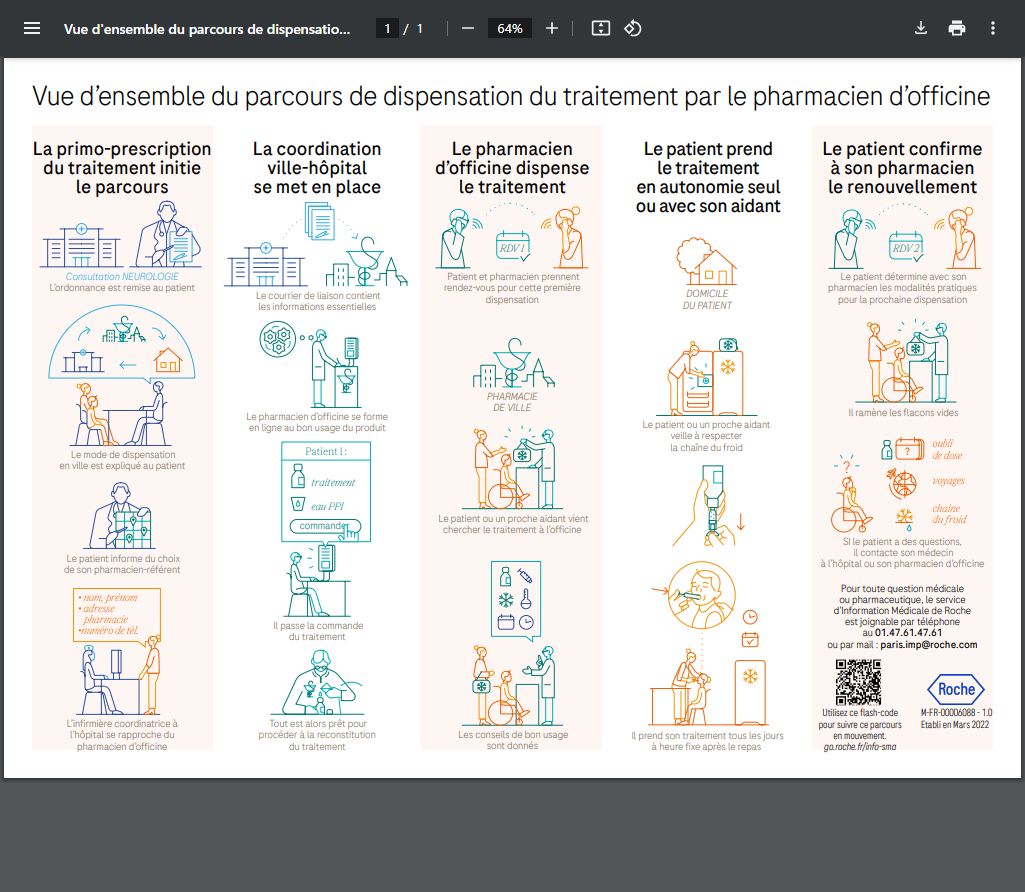 Vue d'ensemble du parcours de dispensatio...
1 / 1
64%
Vue d'ensemble du parcours de dispensation du traitement par le pharmacien d'officine
La primo-prescription
du traitement initie
le parcours
Consultation NEUROLOGIE
L'ordonnance est remise au patient
Le mode de dispensation
en ville est expliqué au patient
Le patient informe du choix
de son pharmacien-référent
• nom, prénom
• adresse
pharmacie
•numéro de tél.
L'infirmière coordinatrice à
l'hôpital se rapproche du
pharmacien d'officine
La coordination
ville-hôpital
se met en place
Le courrier de liaison contient
les informations essentielles
Le pharmacien d'officine se forme
en ligne au bon usage du produit
Patient 1 :
traitement
eau PPI
commander
Il passe la commande
du traitement
Tout est alors prêt pour
procéder à la reconstitution
du traitement
Le pharmacien
d'officine dispense
le traitement
RDV 1
Patient et pharmacien prennent
rendez-vous pour cette première
dispensation
PHARMACIE
DE VILLE
Le patient ou un proche aidant vient
chercher le traitement à l'officine
Les conseils de bon usage
sont donnés
Le patient prend
le traitement
en autonomie seul
ou avec son aidant
DOMICILE
DU PATIENT
Le patient ou un proche aidant
veille à respecter
la chaîne du froid
Il prend son traitement tous les jours
à heure fixe après le repas
Le patient confirme
à son pharmacien
le renouvellement
RDV 2
Le patient détermine avec son
pharmacien les modalités pratiques
pour la prochaine dispensation
Il ramène les flacons vides
?
?
oubli
de dose
voyages
chaîne
du froid
SI le patient a des questions,
il contacte son médecin
à l'hôpital ou son pharmacien d'officine
Pour toute question médicale
ou pharmaceutique, le service
d'Information Médicale de Roche
est joignable par téléphone
au 01.47.61.47.61
ou par mail : paris.imp@roche.com
Utilisez ce flash-code
pour suivre ce parcours
en mouvement.
go.roche.fr/info-sma
Roche
M-FR-00006088 - 1.0
Etabli en Mars 2022